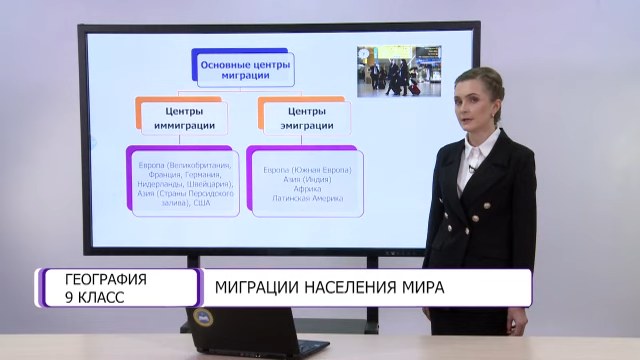 Основные центры
миграции
Центры
иммиграции
Центры
эмиграции
Европа (Великобритания,
Франция, Германия,
Нидерланды, Швейцария),
Азия (Страны Персидского
залива), США
Европа (Южная Европа)
Азия (Индия)
Африка
Латинская Америка
ГЕОГРАФИЯ
9 КЛАСС
МИГРАЦИИ НАСЕЛЕНИЯ МИРА